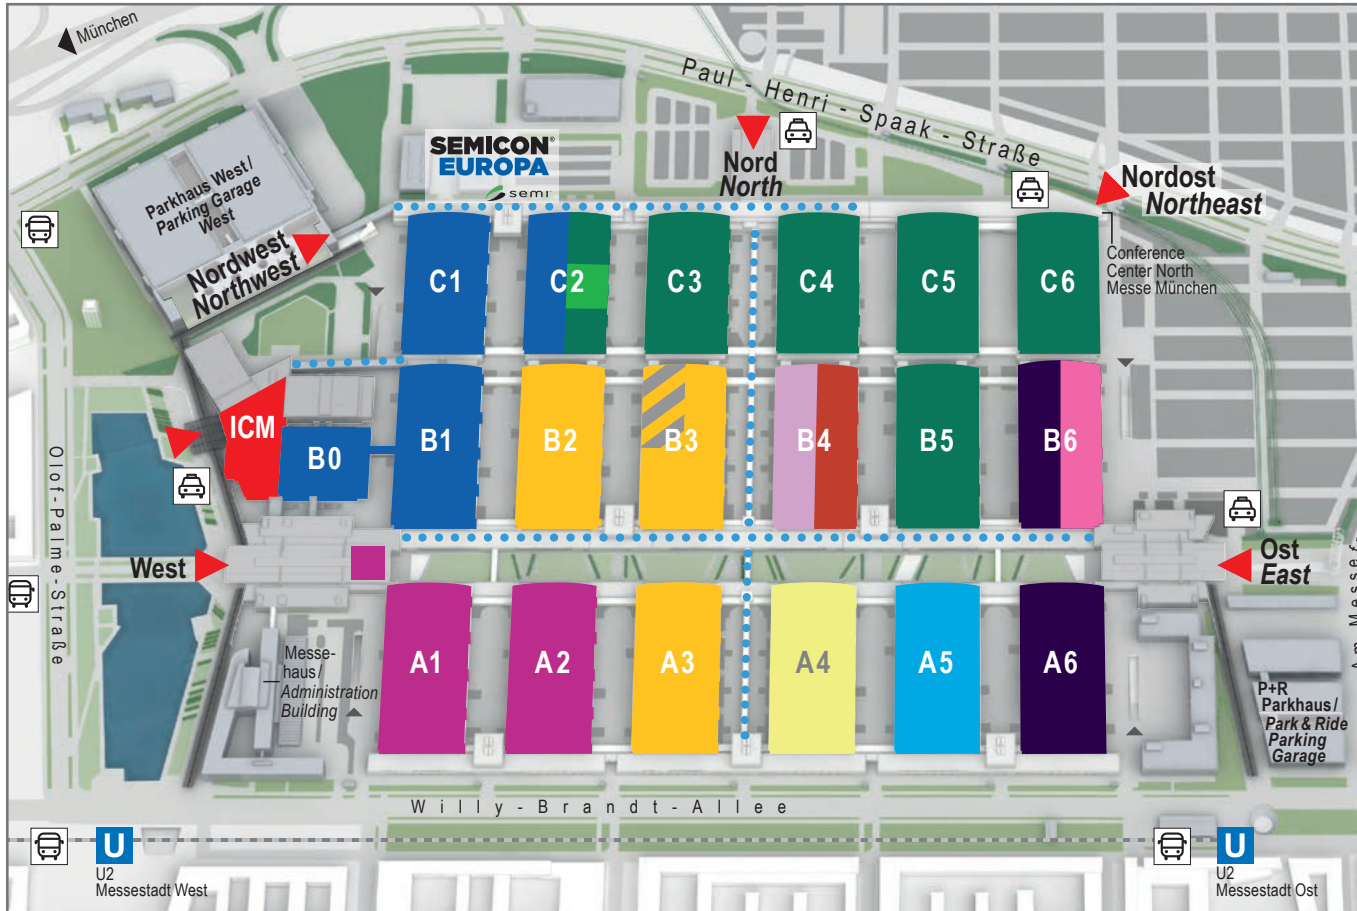 München
Paul - Henri - Spaak - Straße
SEMICON®
EUROPA
semi
Nord
North
Nordost
Northeast
Parkhaus West/
Parking Garage
West
Nordwest
Northwest
Conference
Center North
Messe München
C1
C2
C3
C4
C5
C6
ICM
B0
B1
B2
B3
B4
B5
B6
Olof-Palme-Straße
West
Ost
East
A1
A2
A3
A4
A5
A6
Messe-
haus/
Administration
Building
P+R
Parkhaus/
Park & Ride
Parking
Garage
Willy-Brandt-Allee
U
U2
Messestadt West
U
U2
Messestadt Ost